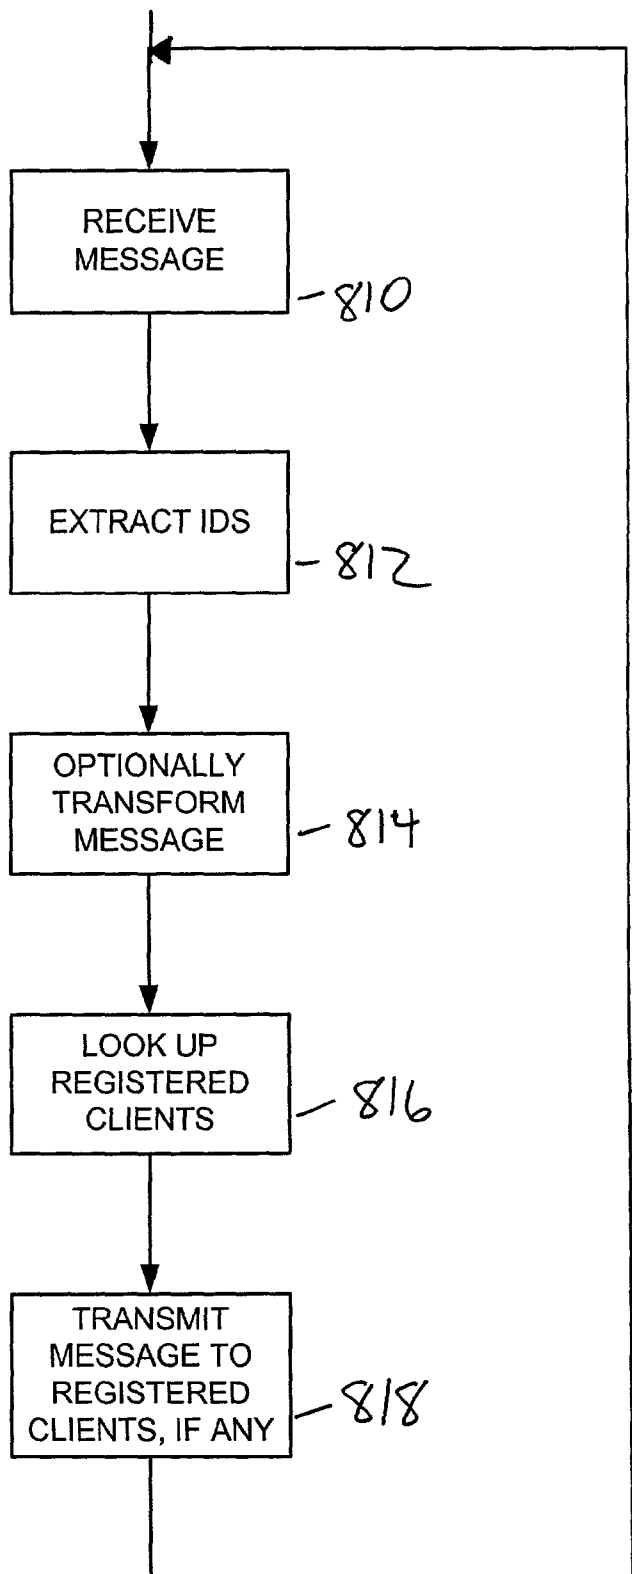 RECEIVE
MESSAGE
810
EXTRACT IDS
812
OPTIONALLY
TRANSFORM
MESSAGE
814
LOOK UP
REGISTERED
CLIENTS
816
TRANSMIT
MESSAGE TO
REGISTERED
CLIENTS, IF ANY
818